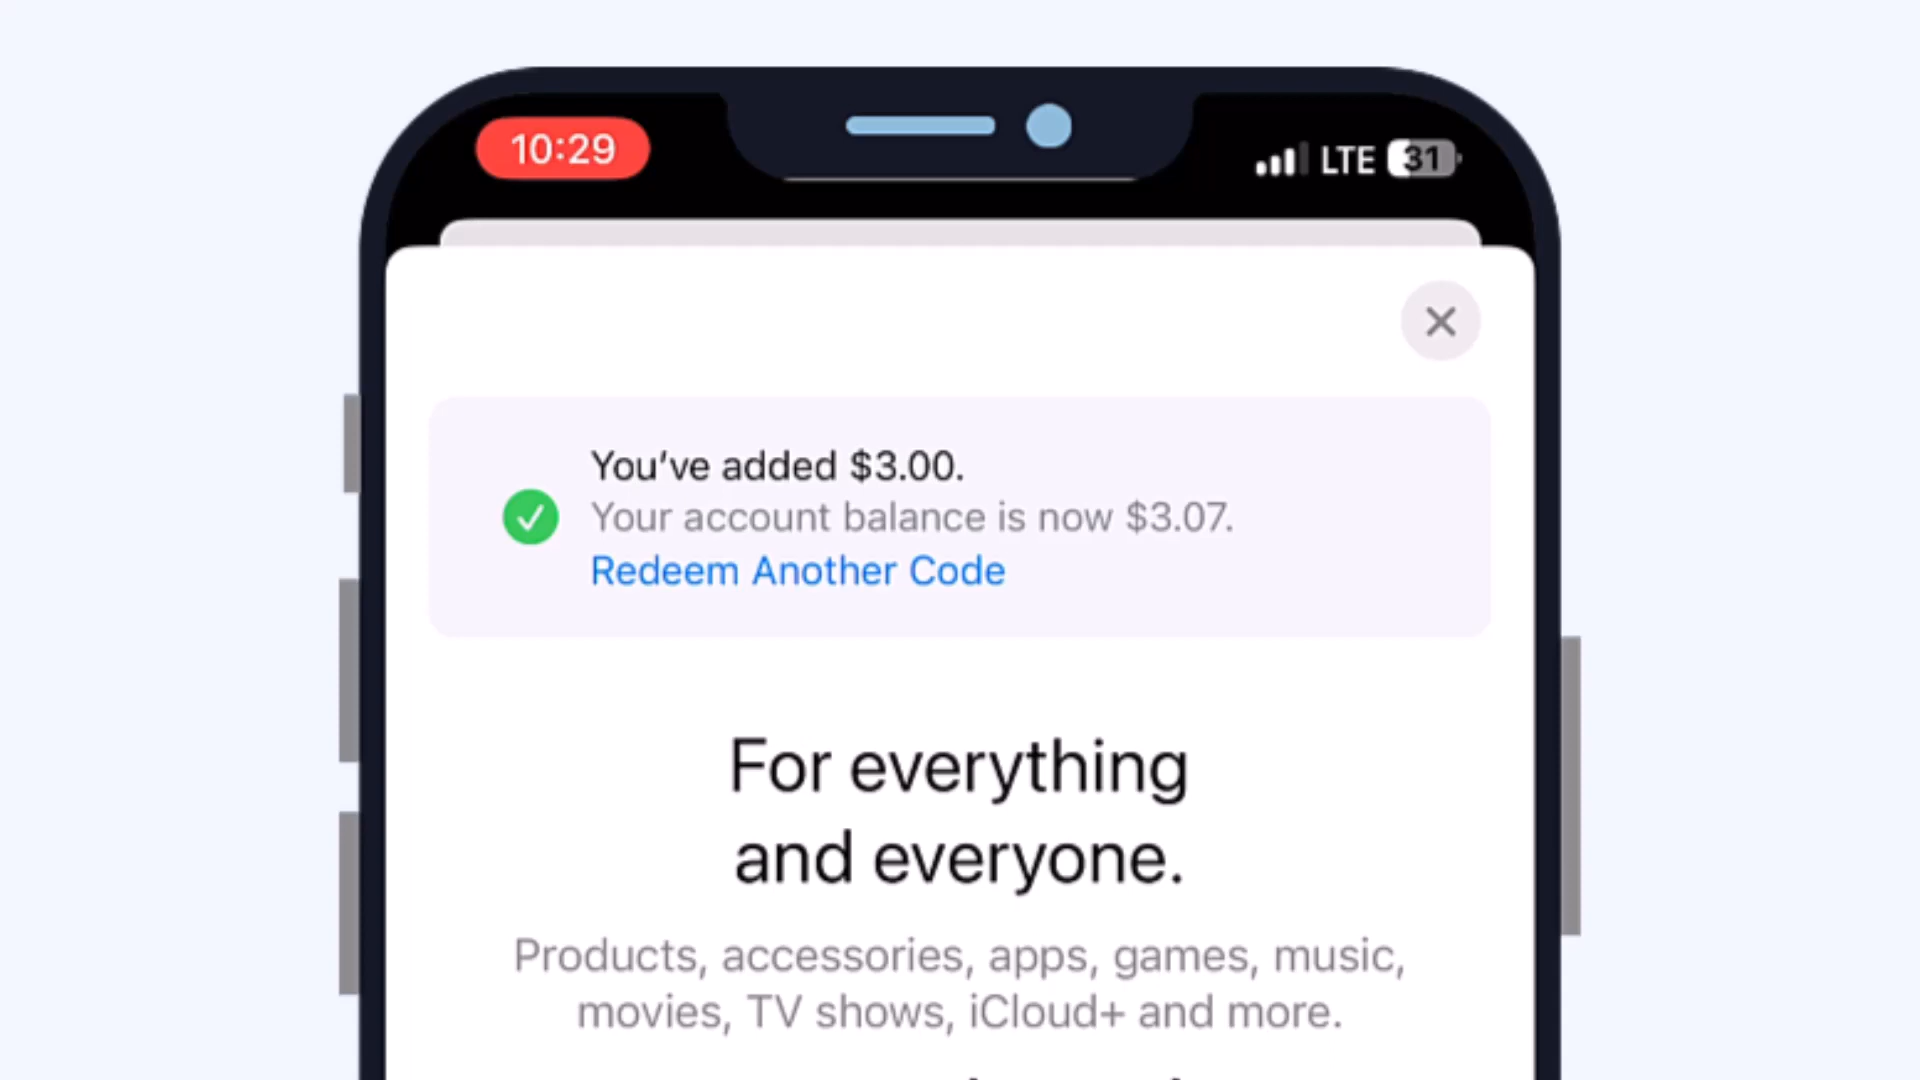 10:29
LTE 31
You've added $3.00.
Your account balance is now $3.07.
Redeem Another Code
For everything
and everyone.
Products, accessories, apps, games, music,
movies, TV shows, iCloud+ and more.